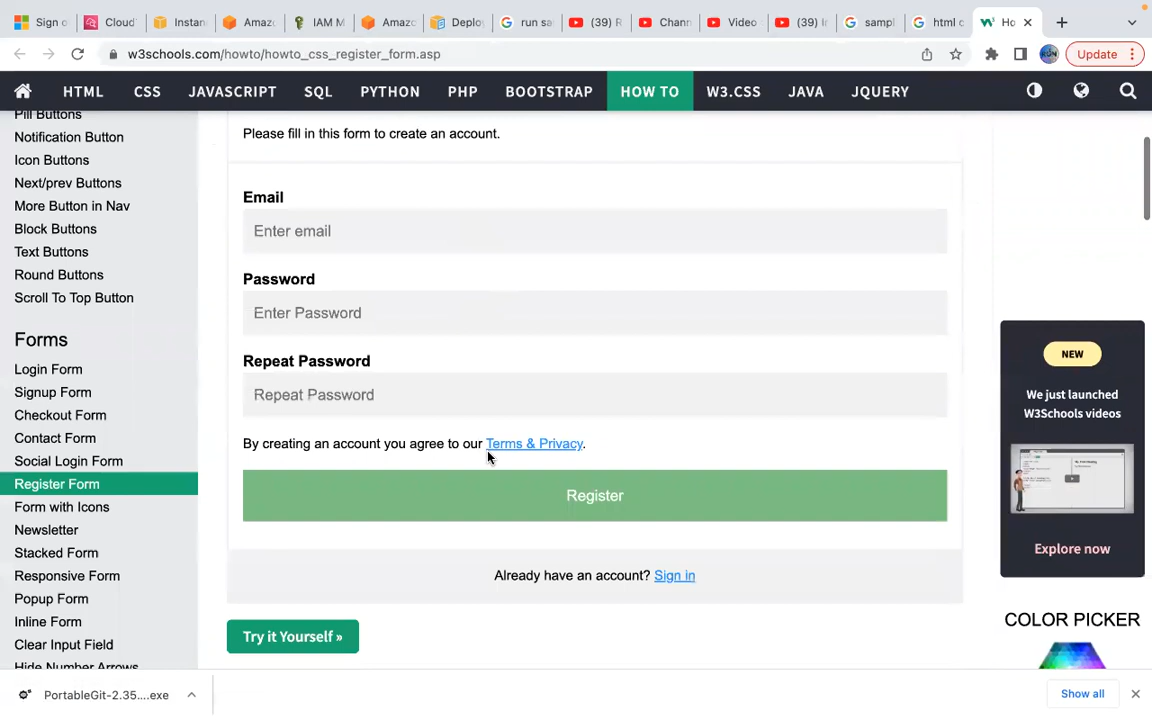 Sign o
Cloud
Instan
Amaz
IAM M
Amaz
Deplo
run sa
(39) R
Chann
Video
(39) I
sampl
html c
Ho
w3schools.com/howto/howto_css_register_form.asp
Update
HTML
CSS
JAVASCRIPT
SQL
PYTHON
PHP
BOOTSTRAP
HOW TO
W3.CSS
JAVA
JQUERY
Pill Buttons
Notification Button
Icon Buttons
Next/prev Buttons
More Button in Nav
Block Buttons
Text Buttons
Round Buttons
Scroll To Top Button
Forms
Login Form
Signup Form
Checkout Form
Contact Form
Social Login Form
Register Form
Form with Icons
Newsletter
Stacked Form
Responsive Form
Popup Form
Inline Form
Clear Input Field
Hide Number Arrows
Please fill in this form to create an account.
Email
Enter email
Password
Enter Password
Repeat Password
Repeat Password
By creating an account you agree to our Terms & Privacy.
Register
Already have an account? Sign in
Try it Yourself »
NEW
We just launched
W3Schools videos
Explore now
COLOR PICKER
PortableGit-2.35....exe
Show all